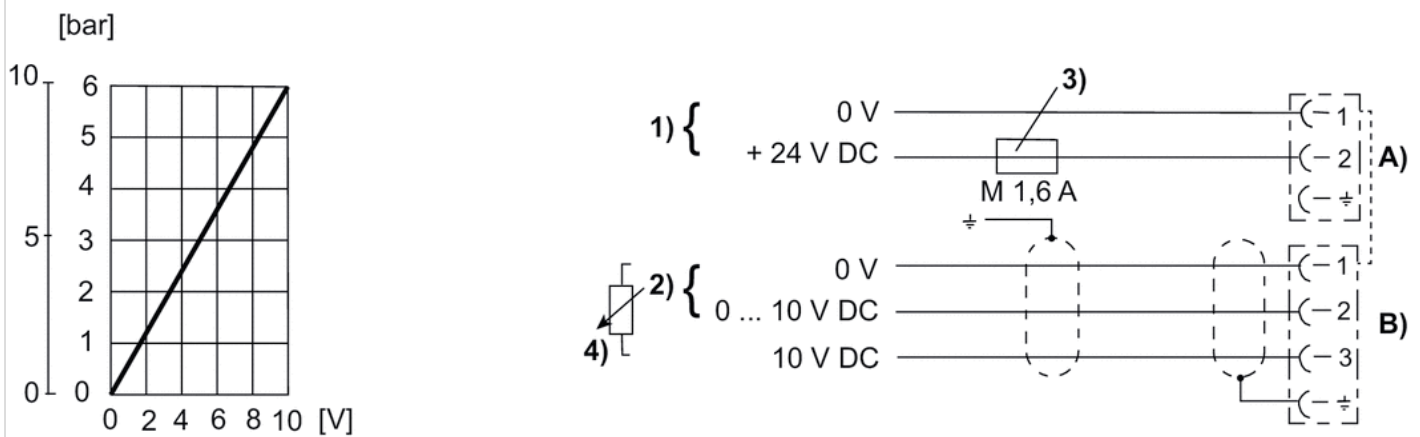 [bar]
10
5
0
6
5
4
3
2
1
0
0 2 4 6 8 10 [V]
1) {
0 V
+ 24 V DC
3)
M 1,6 A
1
2
A)
2) {
4)
0 V
0 ... 10 V DC
10 V DC
1
2
3
B)